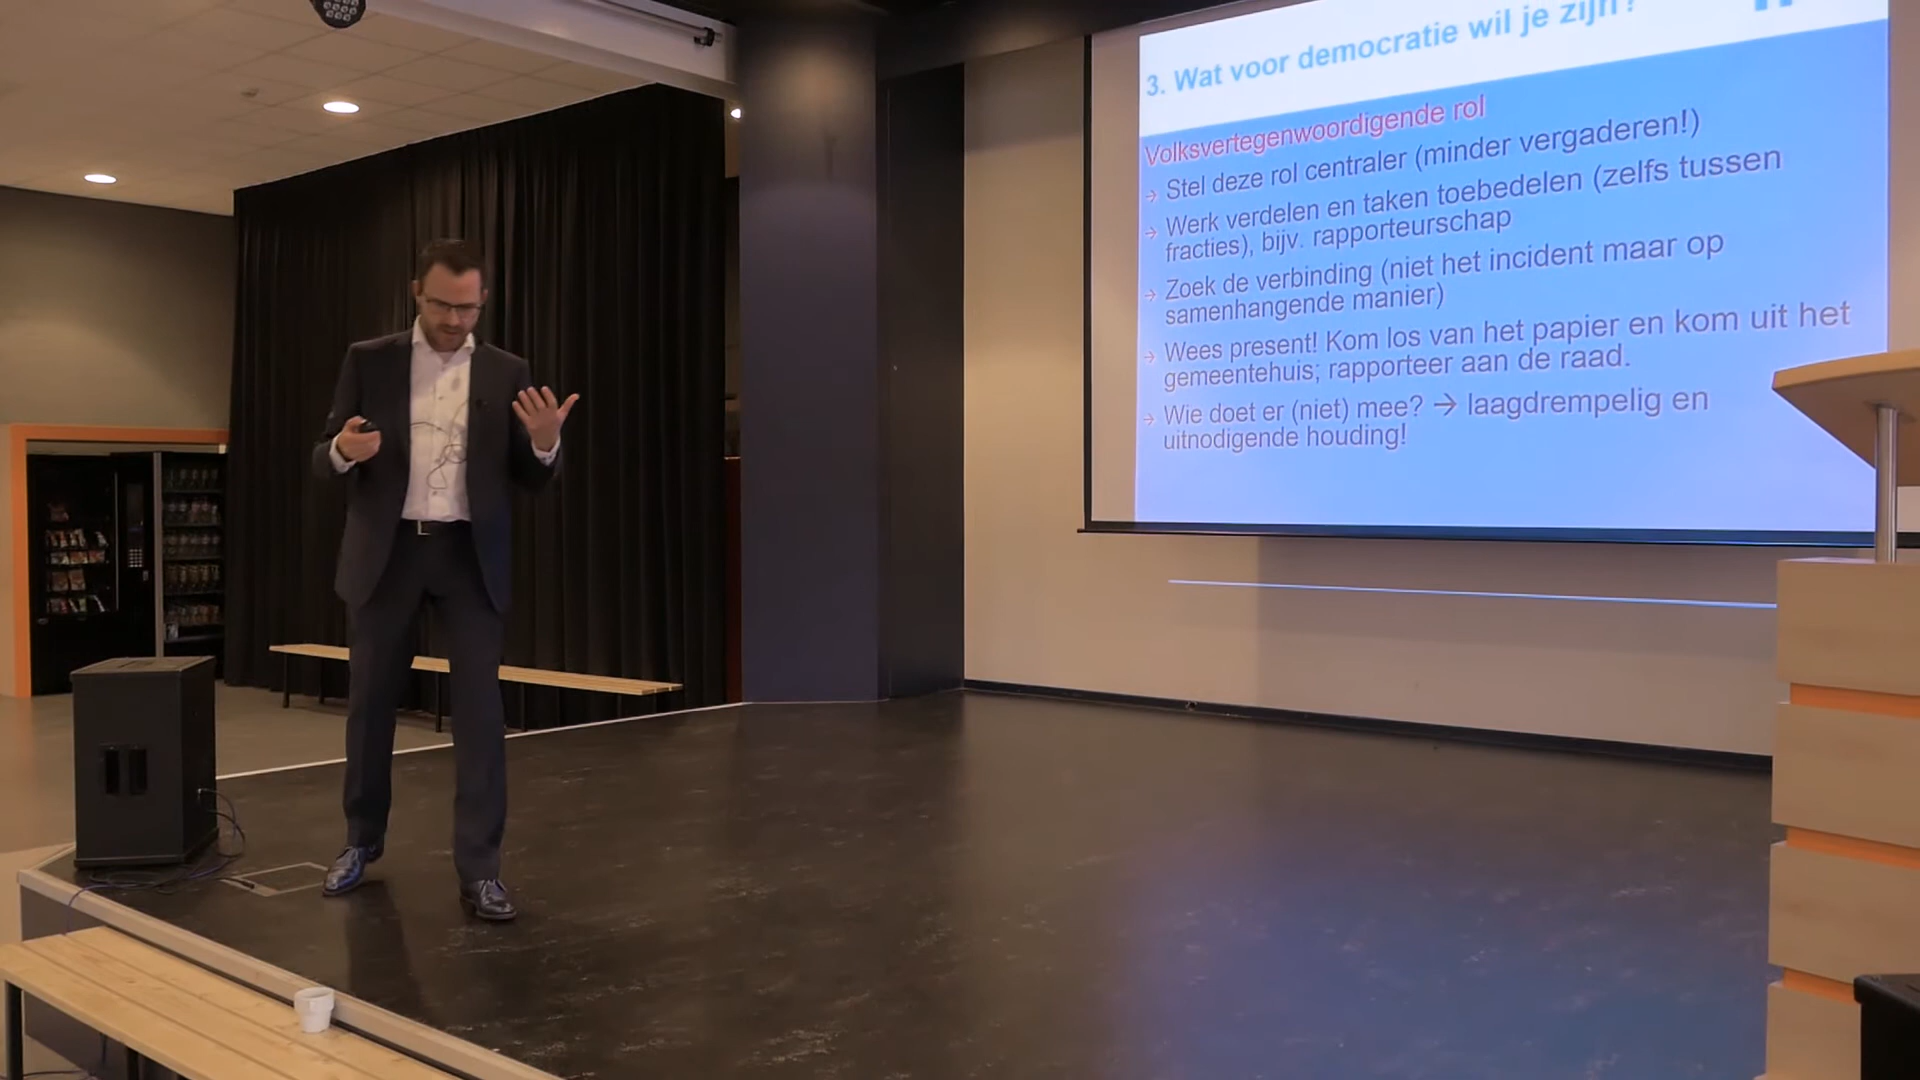 3. Wat voor democratie wil je zijn?
Volksvertegenwoordigende rol
→ Stel deze rol centraler (minder vergaderen!)
→ Werk verdelen en taken toebedelen (zelfs tussen
fracties), bijv. rapporteurschap
→ Zoek de verbinding (niet het incident maar op
samenhangende manier)
→ Wees present! Kom los van het papier en kom uit het
gemeentehuis; rapporteer aan de raad.
→ Wie doet er (niet) mee? → laagdrempelig en
uitnodigende houding!